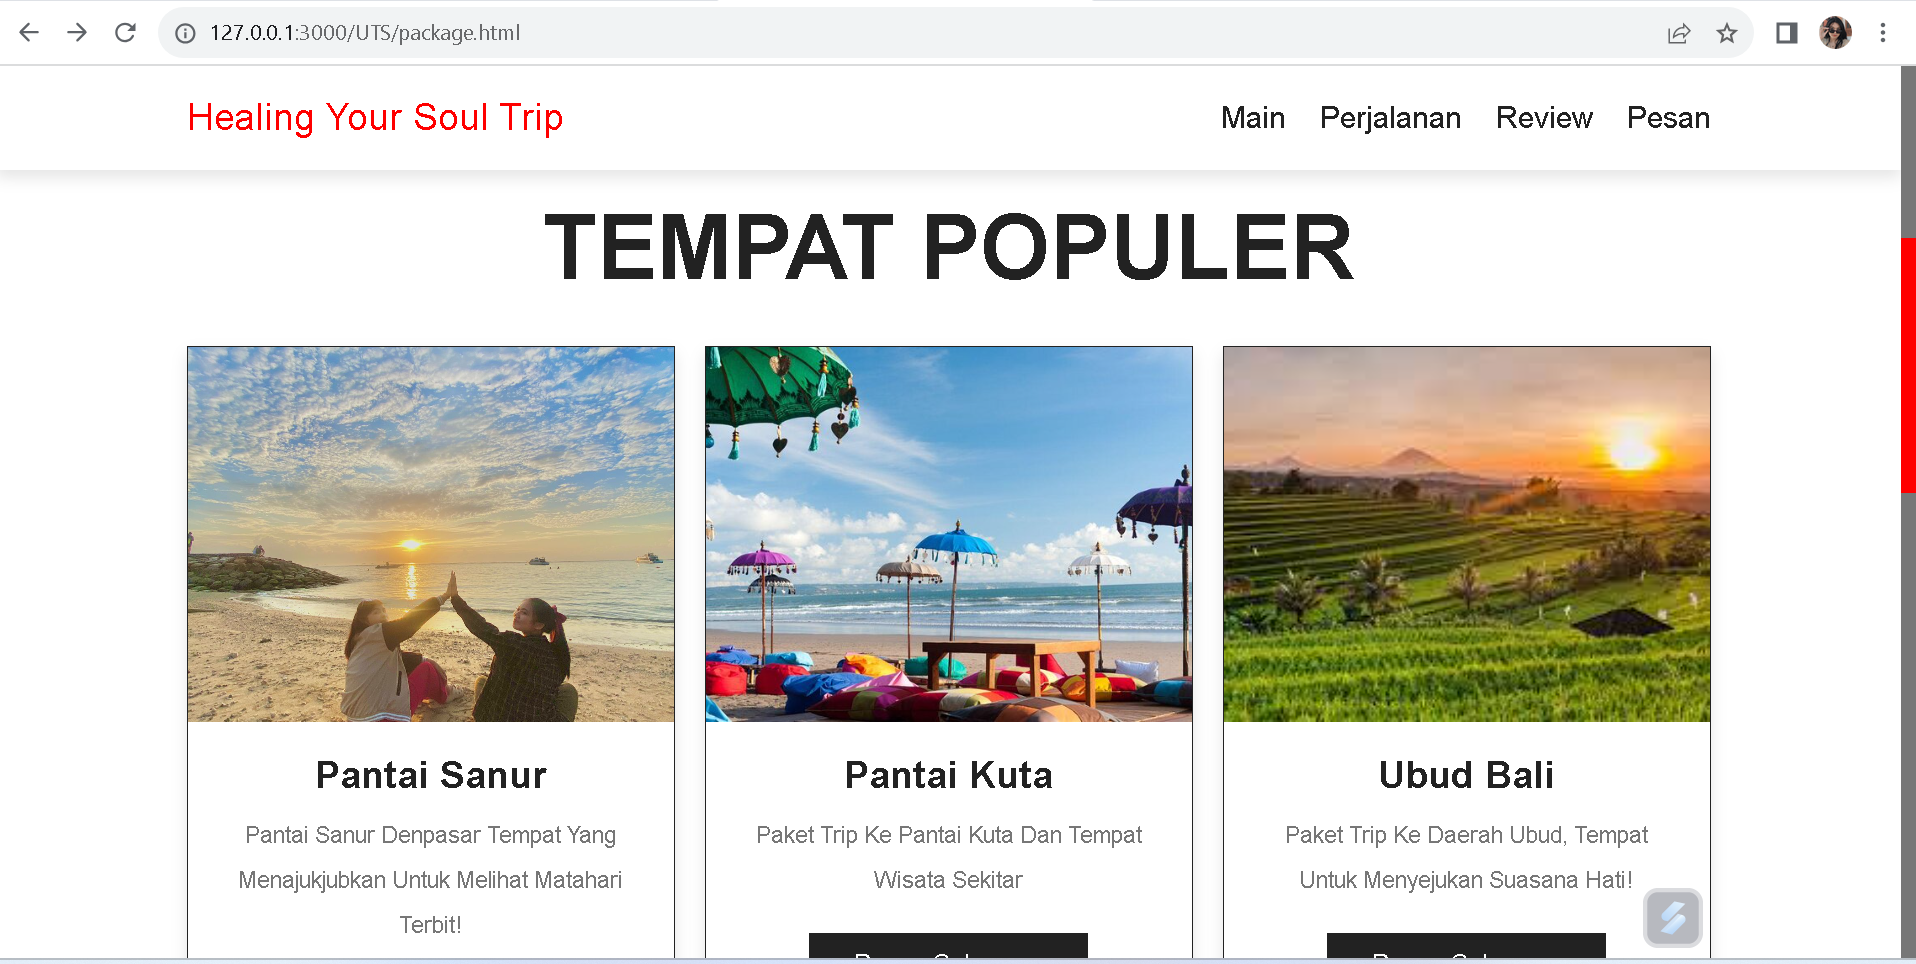 127.0.0.1:3000/UTS/package.html
Healing Your Soul Trip
Main Perjalanan Review Pesan
TEMPAT POPULER
Pantai Sanur
Pantai Sanur Denpasar Tempat Yang
Menajukjubkan Untuk Melihat Matahari
Terbit!
Pantai Kuta
Paket Trip Ke Pantai Kuta Dan Tempat
Wisata Sekitar
Ubud Bali
Paket Trip Ke Daerah Ubud, Tempat
Untuk Menyejukan Suasana Hati!